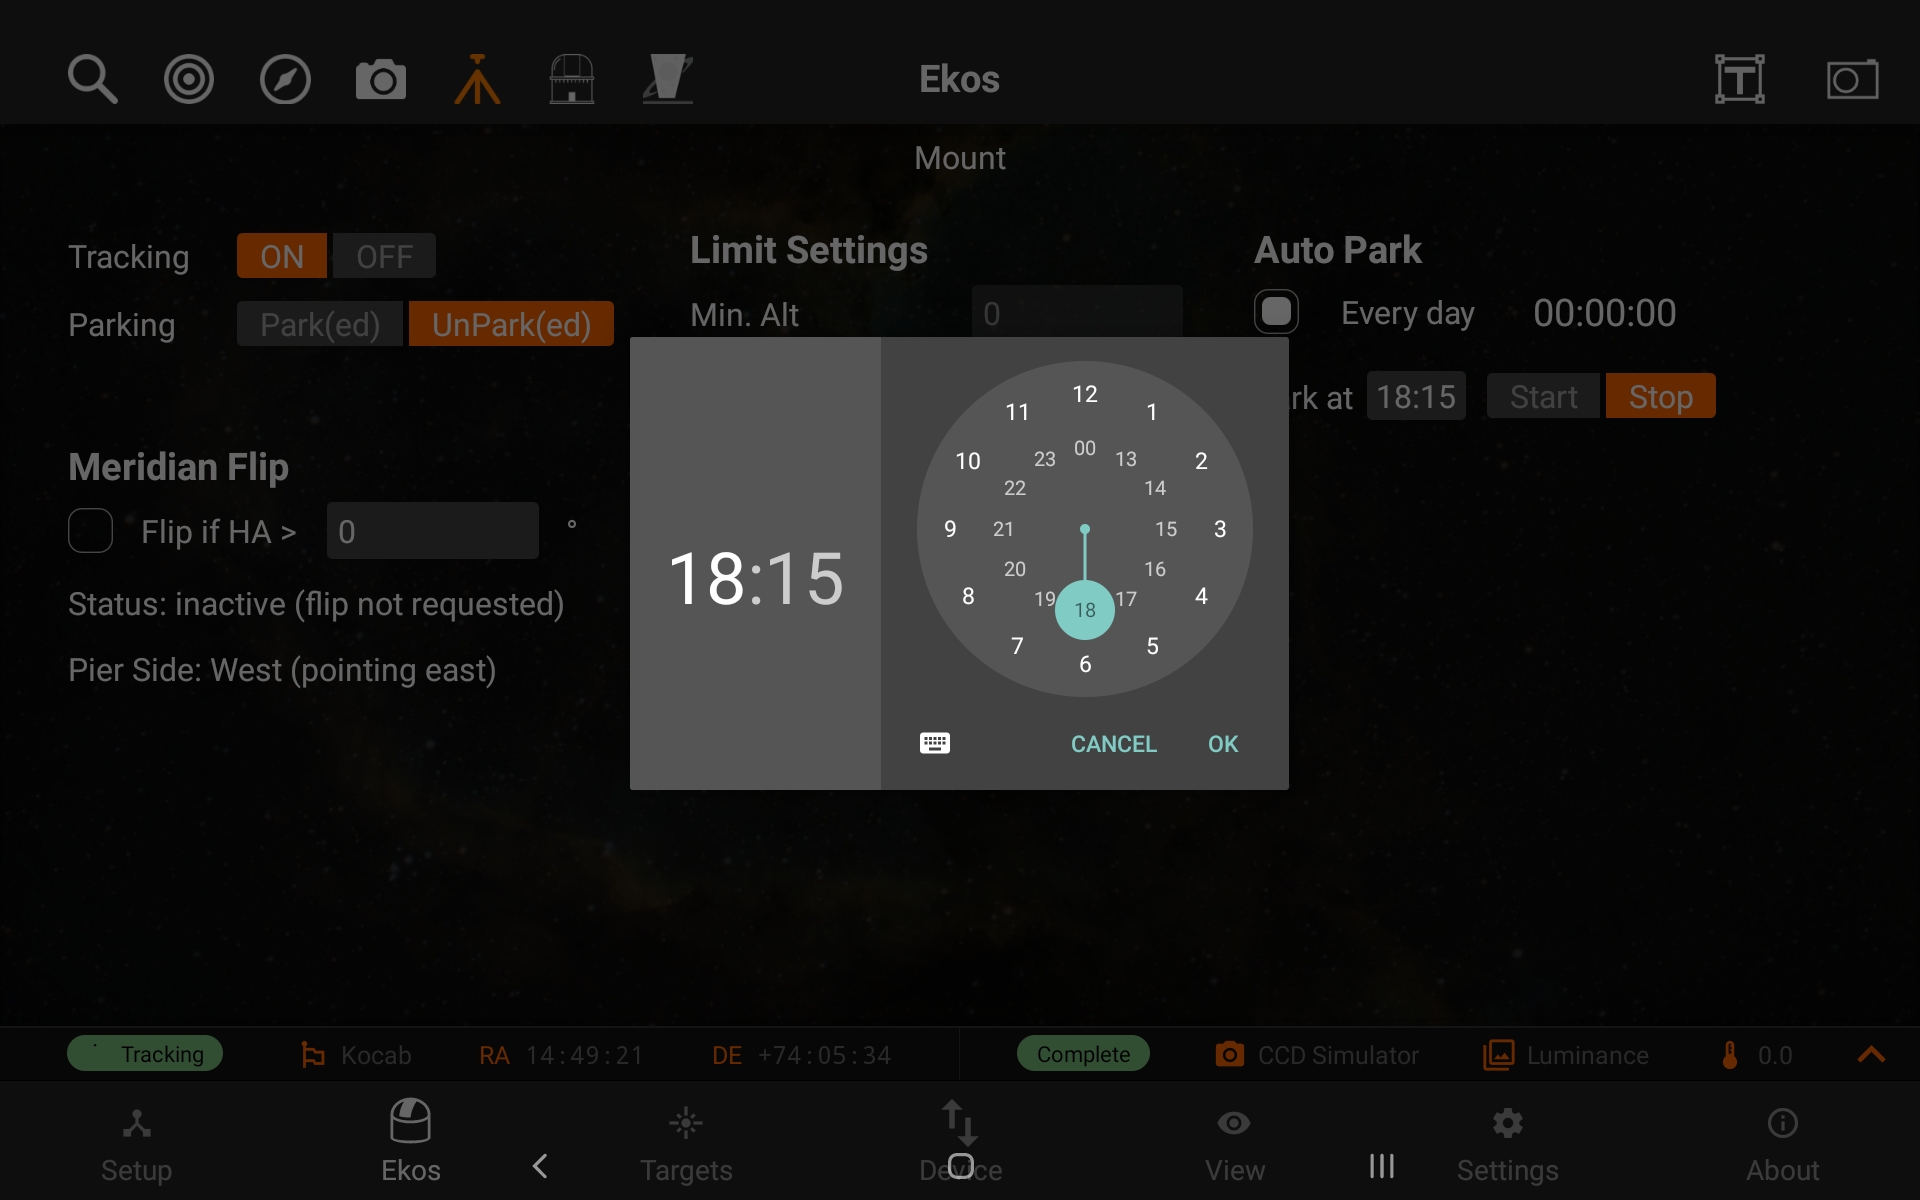 Ekos
Mount
Tracking ON OFF
Parking Park(ed) UnPark(ed)
Limit Settings
Min. Alt 0
Auto Park
Every day 00:00:00
rk at 18:15 Start Stop
Meridian Flip
Flip if HA > 0 °
Status: inactive (flip not requested)
Pier Side: West (pointing east)
18:15
12
11 1
00
23 13
10 2
22 14
9 21 15 3
20 16
8 19 18 17 4
7 5
6
CANCEL OK
Tracking Kocab RA 14:49:21 DE +74:05:34 Complete CCD Simulator Luminance 0.0
Setup Ekos Targets Device View Settings About